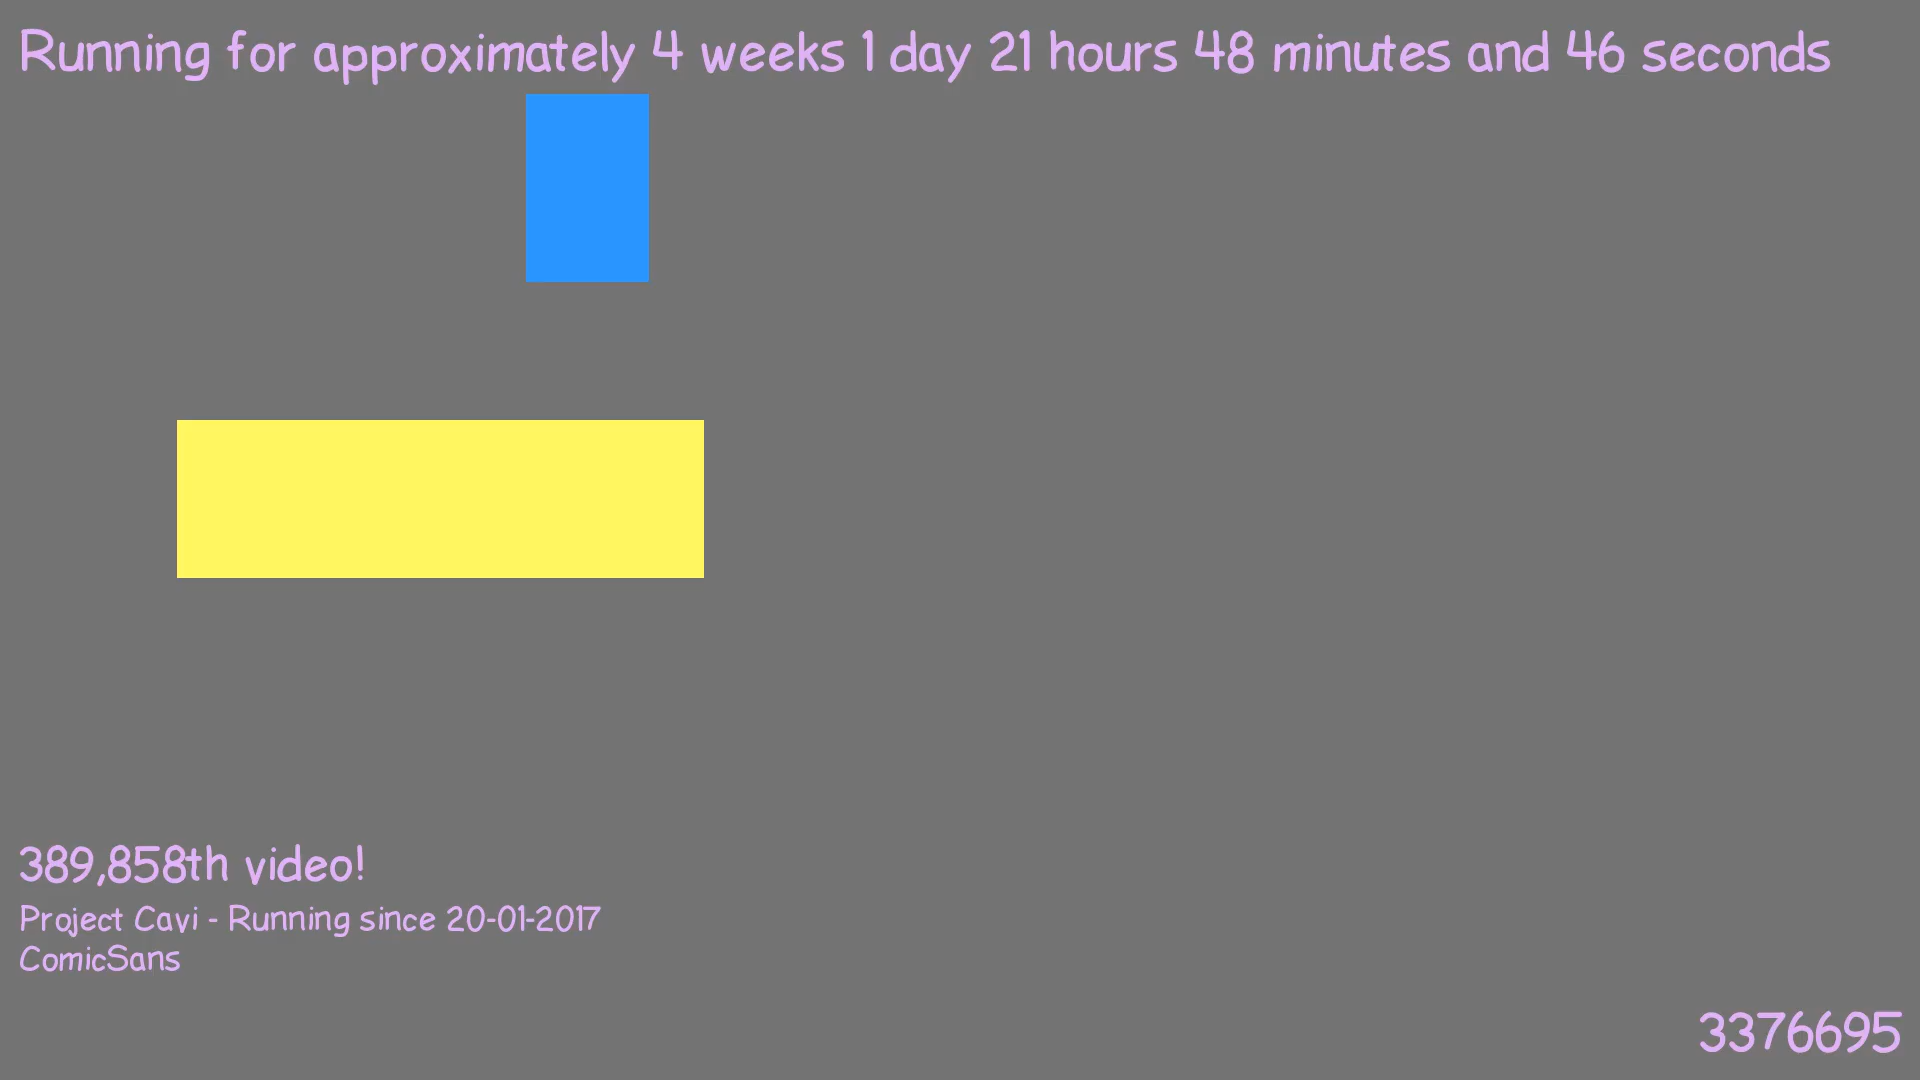 Running for approximately 4 weeks 1 day 21 hours 48 minutes and 46 seconds
389,858th video!
Project Cavi - Running since 20-01-2017
ComicSans
3376695